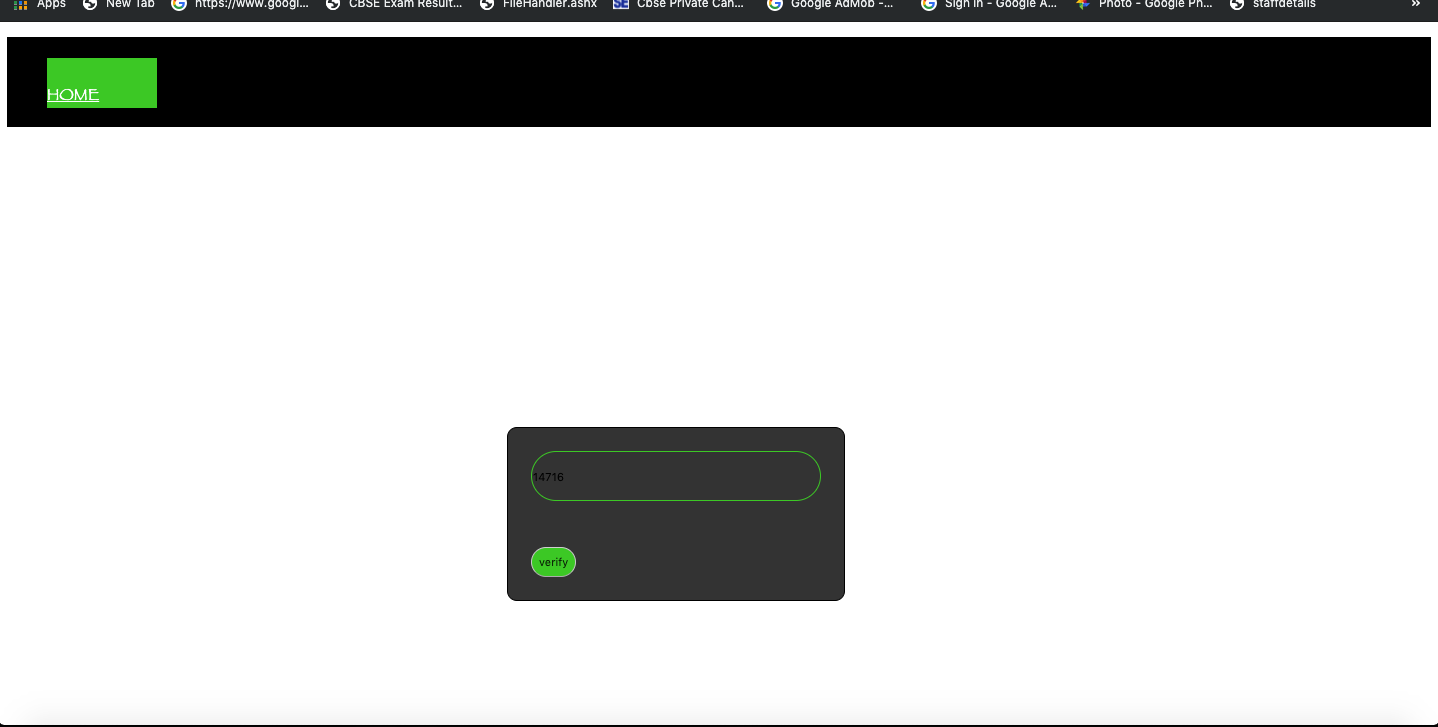 Apps New Tab https://www.googl... CBSE Exam Result... FileHandler.ashx Cbse Private Can... Google AdMob -... Sign in - Google A... Photo - Google Ph... staffdetails »
HOME
14716
verify